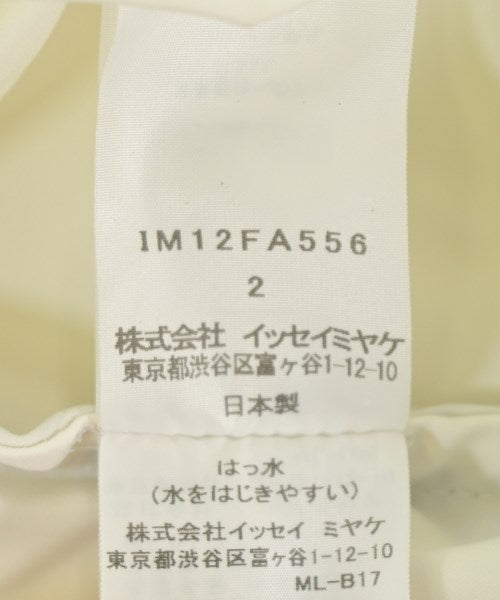 IM12FA556
2
株式会社 イッセイミヤケ
東京都渋谷区富ヶ谷1-12-10
日本製
はっ水
(水をはじきやすい)
株式会社イッセイ ミヤケ
東京都渋谷区富ヶ谷1-12-10
ML-B17